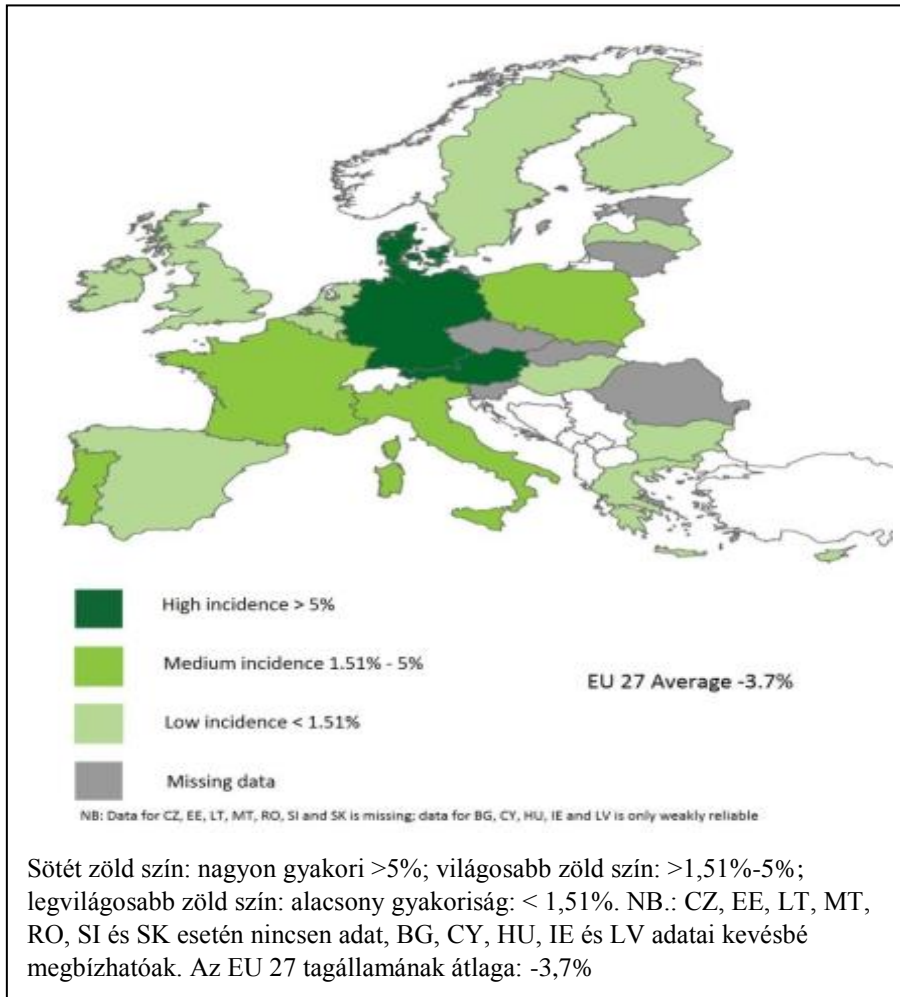 High incidence > 5%
Medium incidence 1.51% - 5%
EU 27 Average -3.7%
Low incidence < 1.51%
Missing data
NB: Data for CZ, EE, LT, MT, RO, SI and SK is missing; data for BG, CY, HU, IE and LV is only weakly reliable
Sötét zöld szín: nagyon gyakori >5%; világosabb zöld szín: >1,51%-5%;
legvilágosabb zöld szín: alacsony gyakoriság: < 1,51%. NB.: CZ, EE, LT, MT,
RO, SI és SK esetén nincsen adat, BG, CY, HU, IE és LV adatai kevésbé
megbízhatóak. Az EU 27 tagállamának átlaga: -3,7%